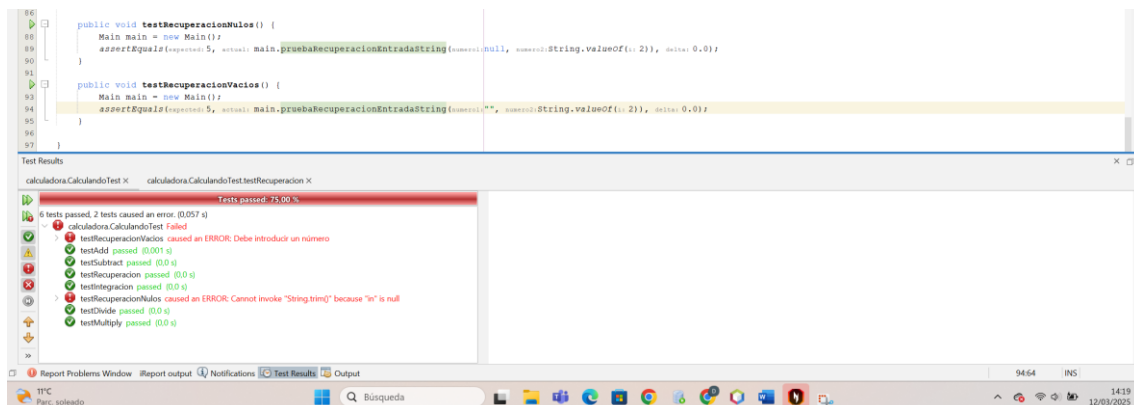 86
public void testRecuperacionNulos() {
88 Main main = new Main();
89 assertEquals(expected: 5, actual: main.pruebaRecuperacionEntradaString(numero1:null, numero2:String.valueOf(i: 2)), delta: 0.0);
90 }
91
public void testRecuperacionVacios() {
93 Main main = new Main();
94 assertEquals(expected: 5, actual: main.pruebaRecuperacionEntradaString(numero1:"", numero2:String.valueOf(i: 2)), delta: 0.0);
95 }
96
97 }
Test Results
calculadora.CalculandoTest × calculadora.CalculandoTest.testRecuperacion ×
Tests passed: 75,00 %
6 tests passed, 2 tests caused an error. (0,057 s)
calculadora.CalculandoTest Failed
testRecuperacionVacios caused an ERROR: Debe introducir un número
testAdd passed (0,001 s)
testSubtract passed (0,0 s)
testRecuperacion passed (0,0 s)
testIntegracion passed (0,0 s)
testRecuperacionNulos caused an ERROR: Cannot invoke "String.trim()" because "in" is null
testDivide passed (0,0 s)
testMultiply passed (0,0 s)
Report Problems Window iReport output Notifications Test Results Output 94:64 INS
11°C
Parc. soleado
Búsqueda
14:19
12/03/2025